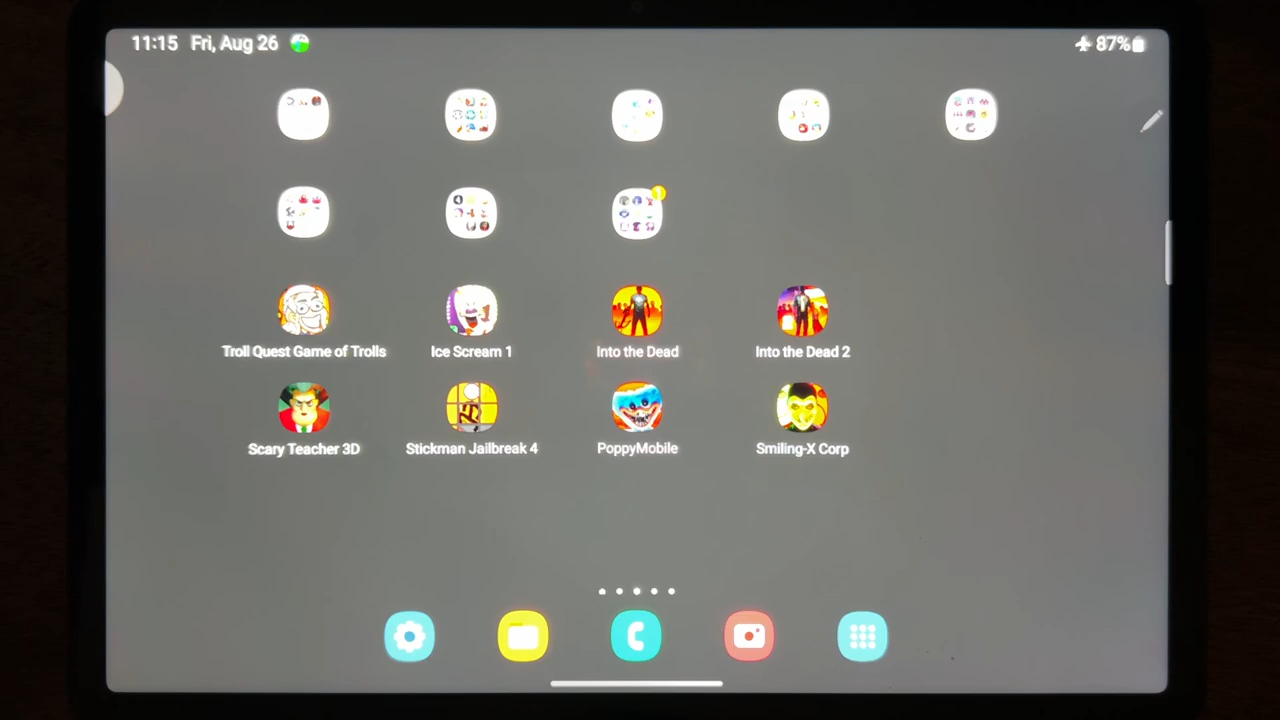 11:15 Fri, Aug 26 87%
1
Troll Quest Game of Trolls Ice Scream 1 Into the Dead Into the Dead 2
Scary Teacher 3D Stickman Jailbreak 4 PoppyMobile Smiling-X Corp